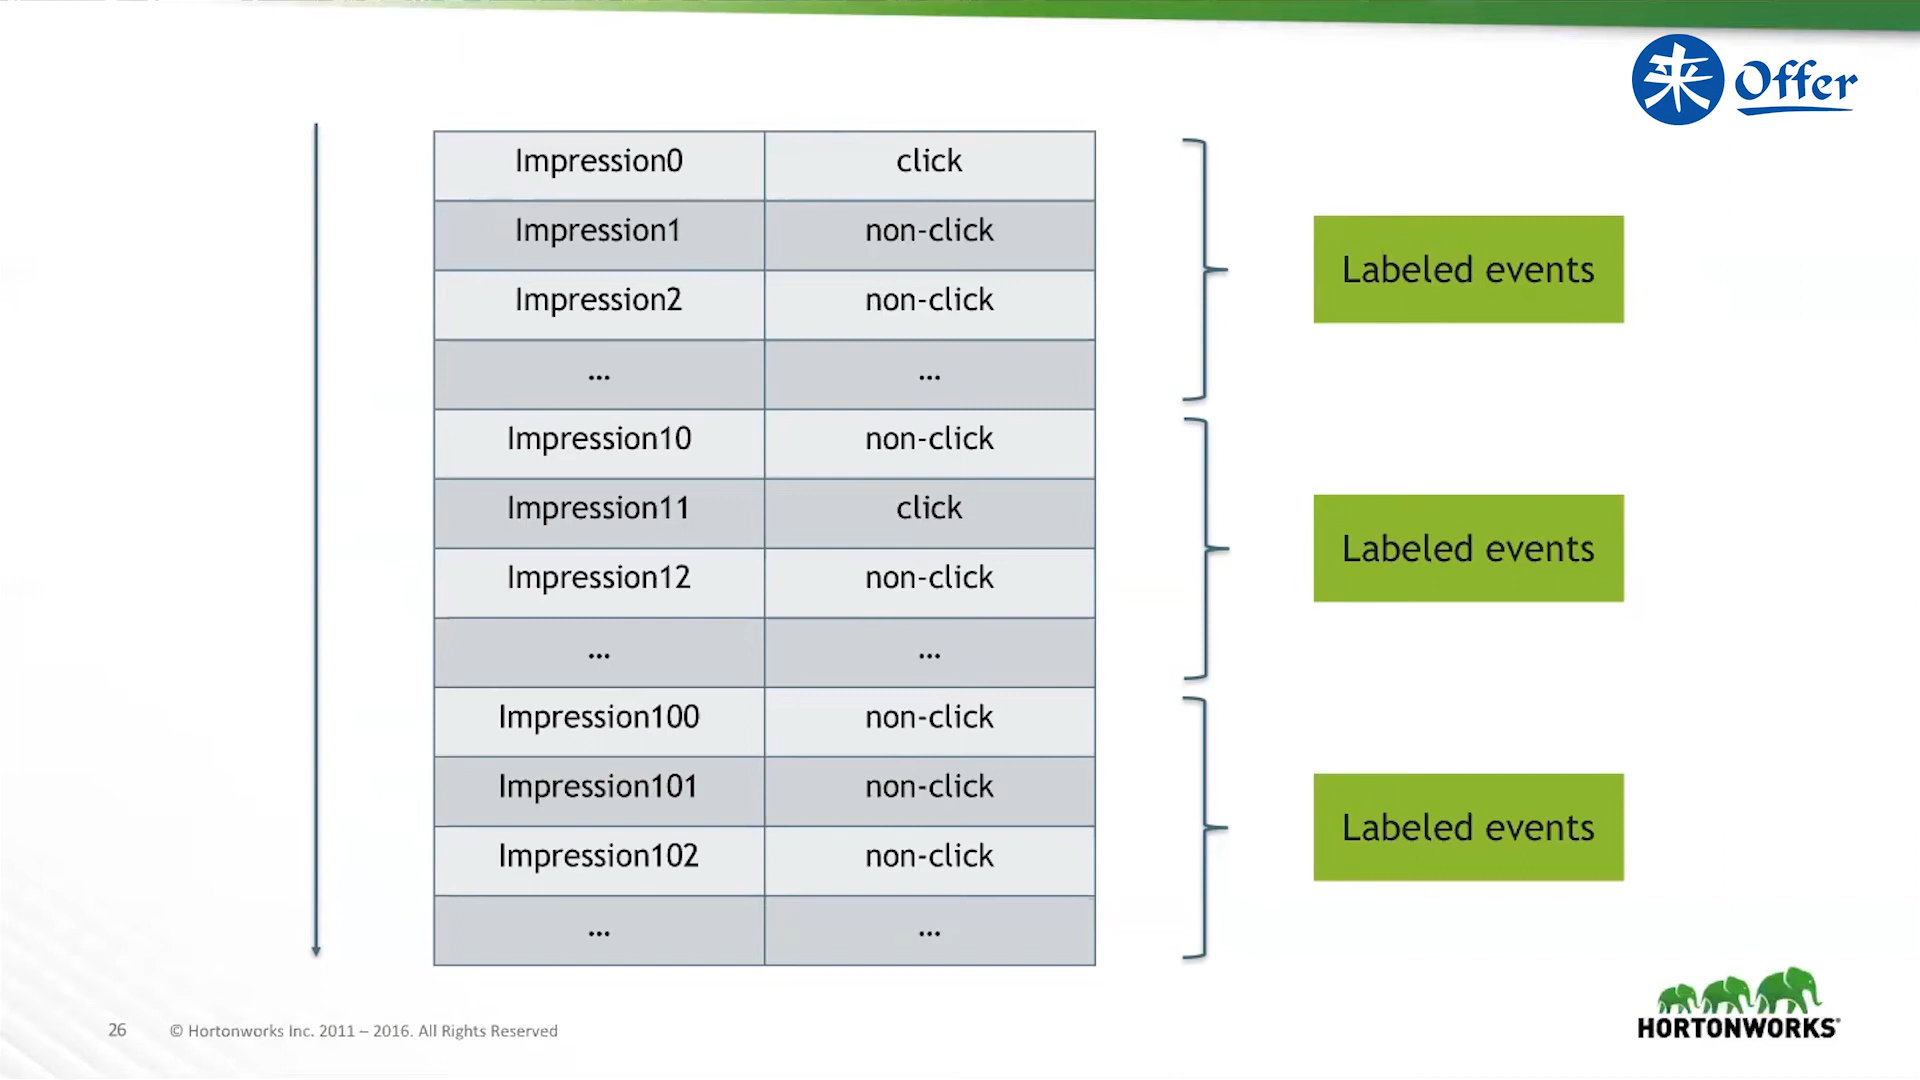 来 Offer
Impression0 click
Impression1 non-click
Impression2 non-click
... ...
Impression10 non-click
Impression11 click
Impression12 non-click
... ...
Impression100 non-click
Impression101 non-click
Impression102 non-click
... ...
Labeled events
Labeled events
Labeled events
26 © Hortonworks Inc. 2011 – 2016. All Rights Reserved
HORTONWORKS®